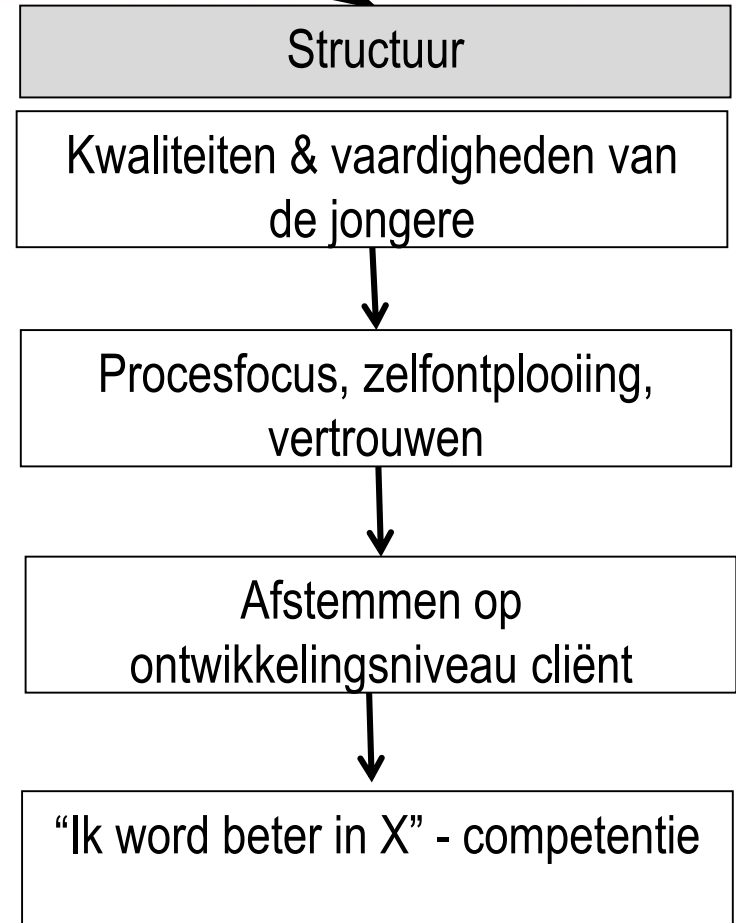 Structuur
Kwaliteiten & vaardigheden van
de jongere
Procesfocus, zelfontplooiing,
vertrouwen
Afstemmen op
ontwikkelingsniveau cliënt
“Ik word beter in X” - competentie